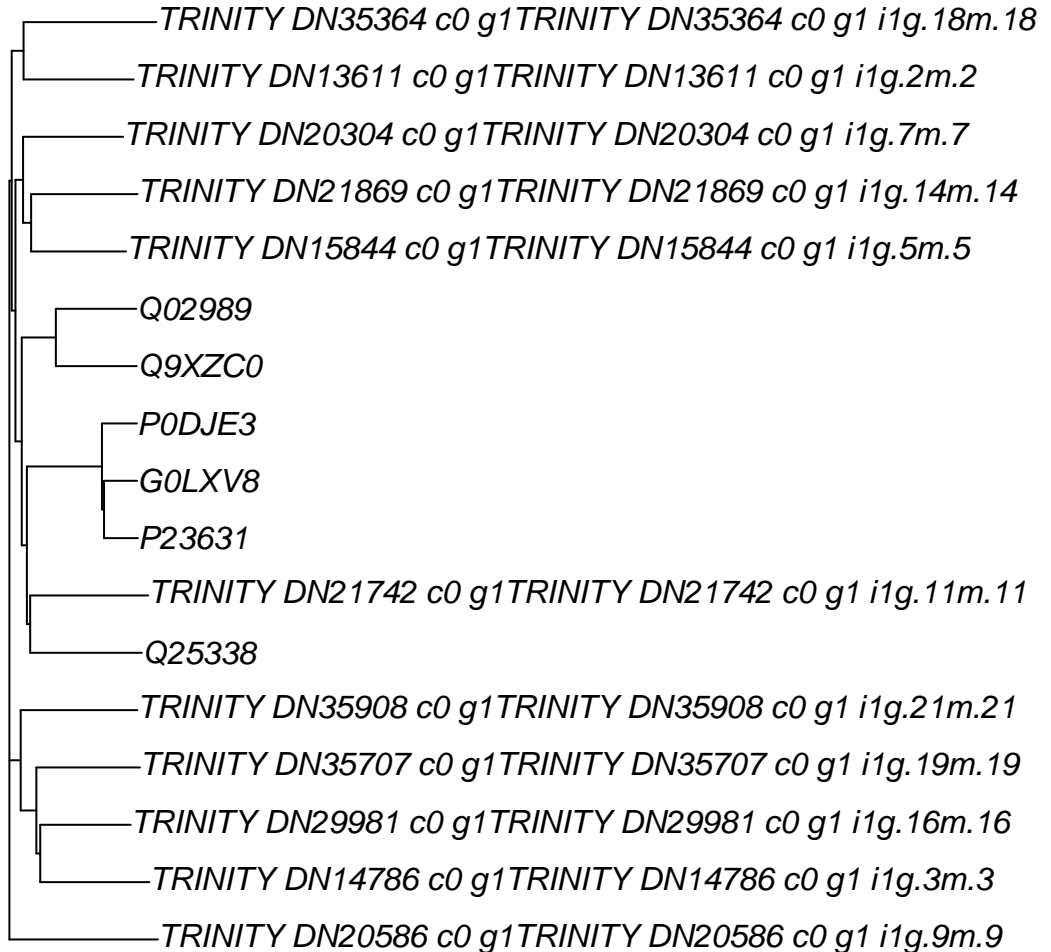 TRINITY DN35364 c0 g1TRINITY DN35364 c0 g1 i1g.18m.18
TRINITY DN13611 c0 g1TRINITY DN13611 c0 g1 i1g.2m.2
TRINITY DN20304 c0 g1TRINITY DN20304 c0 g1 i1g.7m.7
TRINITY DN21869 c0 g1TRINITY DN21869 c0 g1 i1g.14m.14
TRINITY DN15844 c0 g1TRINITY DN15844 c0 g1 i1g.5m.5
Q02989
Q9XZC0
P0DJE3
G0LXV8
P23631
TRINITY DN21742 c0 g1TRINITY DN21742 c0 g1 i1g.11m.11
Q25338
TRINITY DN35908 c0 g1TRINITY DN35908 c0 g1 i1g.21m.21
TRINITY DN35707 c0 g1TRINITY DN35707 c0 g1 i1g.19m.19
TRINITY DN29981 c0 g1TRINITY DN29981 c0 g1 i1g.16m.16
TRINITY DN14786 c0 g1TRINITY DN14786 c0 g1 i1g.3m.3
TRINITY DN20586 c0 g1TRINITY DN20586 c0 g1 i1g.9m.9